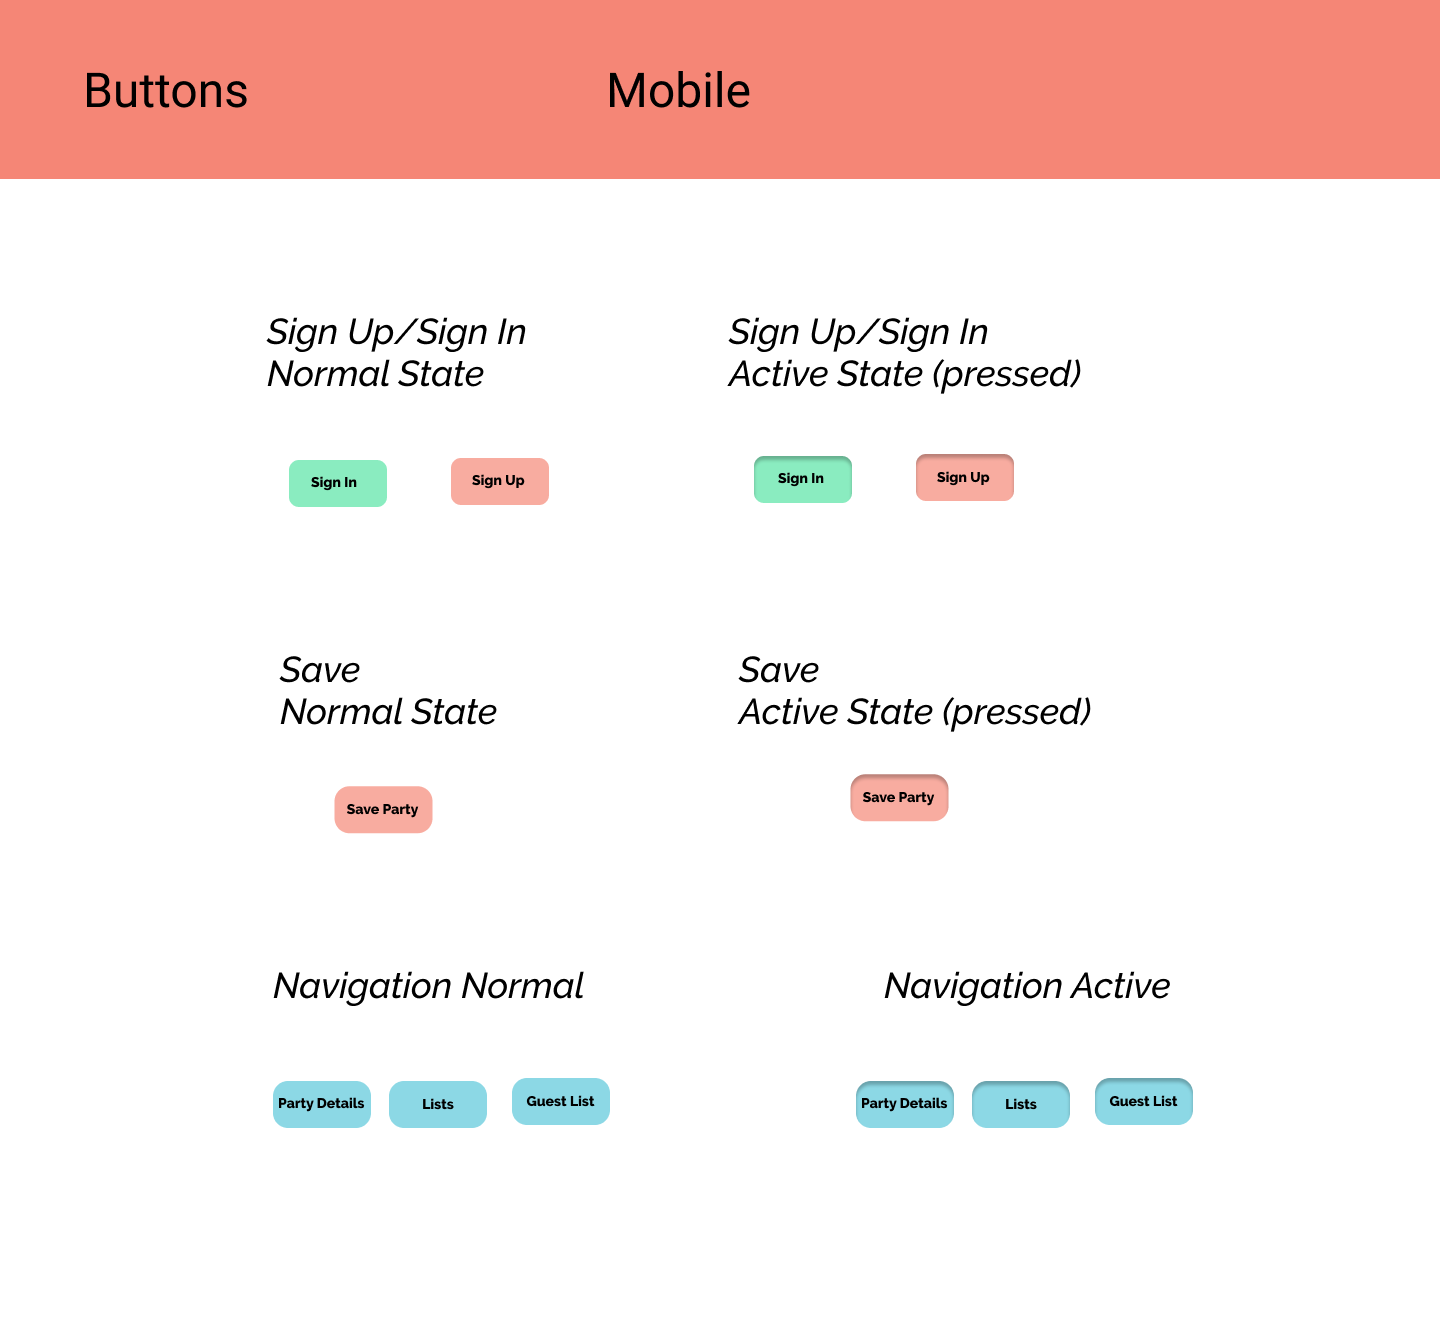 Buttons
Mobile
Sign Up/Sign In
Normal State
Sign Up/Sign In
Active State (pressed)
Sign In
Sign Up
Sign In
Sign Up
Save
Normal State
Save
Active State (pressed)
Save Party
Save Party
Navigation Normal
Navigation Active
Party Details
Lists
Guest List
Party Details
Lists
Guest List